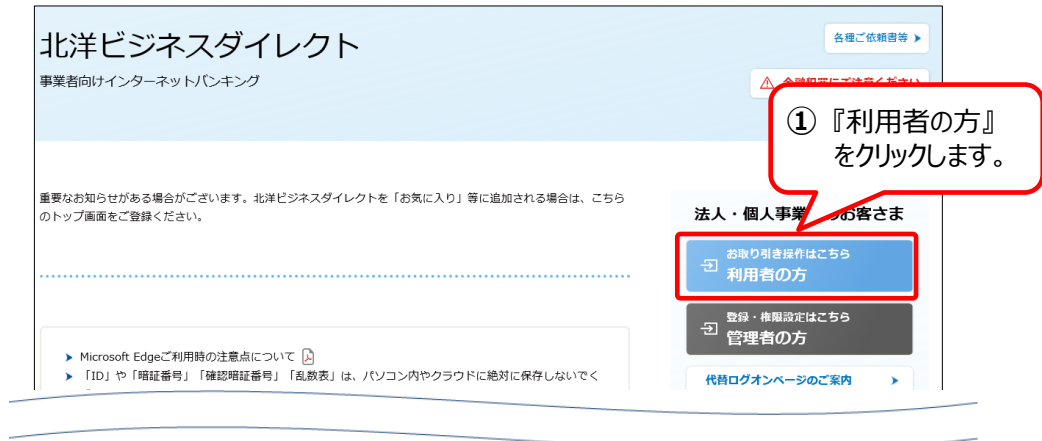 北洋ビジネスダイレクト
事業者向けインターネットバンキング
各種ご依頼書等
① 『利用者の方』
をクリックします。
重要なお知らせがある場合がございます。北洋ビジネスダイレクトを「お気に入り」等に追加される場合は、こちら
のトップ画面をご登録ください。
法人・個人事業 のお客さま
お取り引き操作はこちら
利用者の方
登録・権限設定はこちら
管理者の方
代替ログオンページのご案内
Microsoft Edgeご利用時の注意点について
「ID」や「暗証番号」「確認暗証番号」「乱数表」は、パソコン内やクラウドに絶対に保存しないでく